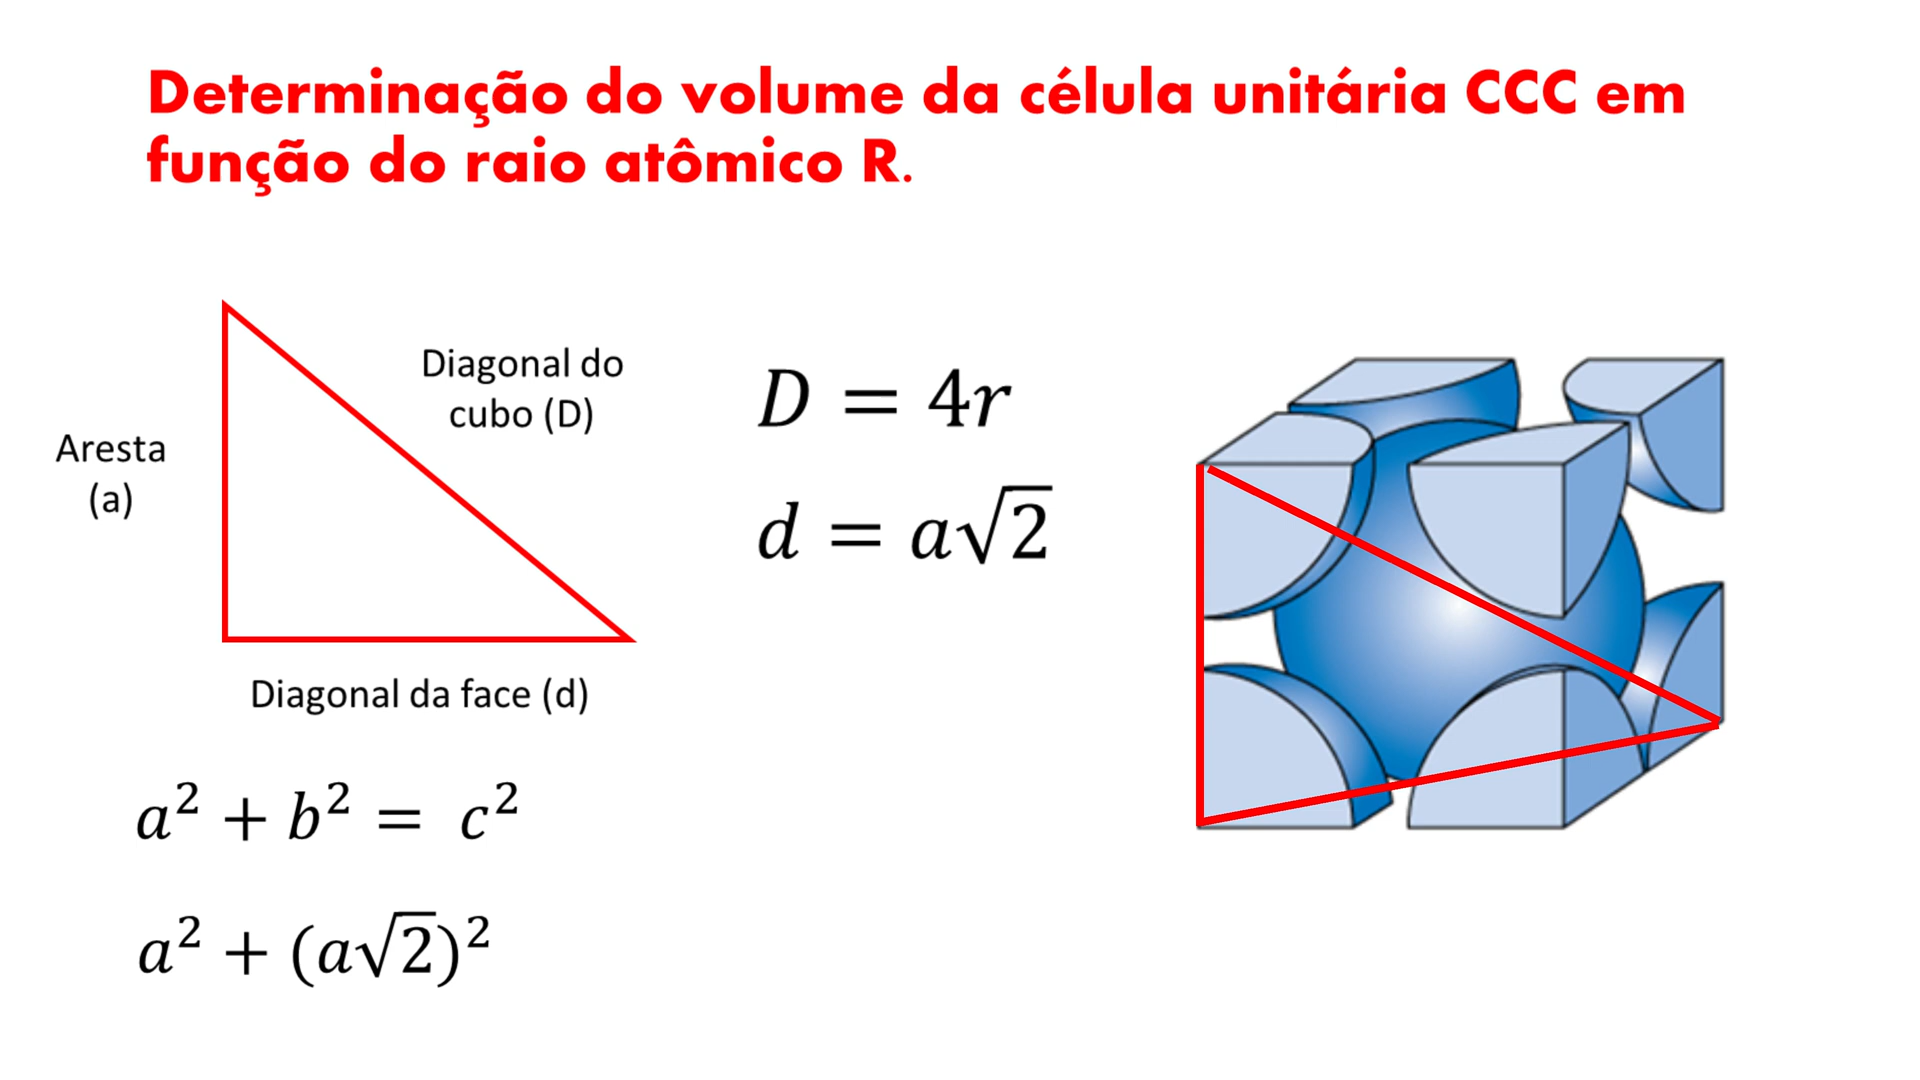 Determinação do volume da célula unitária CCC em
função do raio atômico R.
Diagonal do
cubo (D)
Aresta
(a)
Diagonal da face (d)
D = 4r
d = a√2
a² + b² = c²
a² + (a√2)²